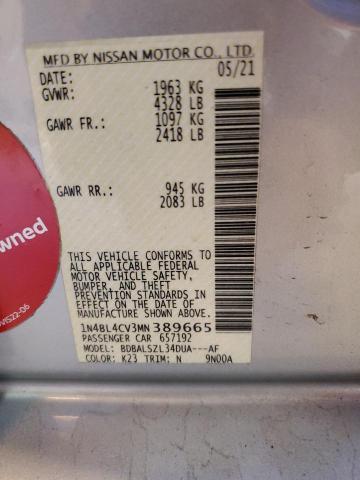 MFD BY NISSAN MOTOR CO., LTD.
DATE: 05/21
GVWR: 1963 KG
4328 LB
GAWR FR.: 1097 KG
2418 LB
GAWR RR.: 945 KG
2083 LB
THIS VEHICLE CONFORMS TO
ALL APPLICABLE FEDERAL
MOTOR VEHICLE SAFETY,
BUMPER, AND THEFT
PREVENTION STANDARDS IN
EFFECT ON THE DATE OF
MANUFACTURE SHOWN ABOVE.
1N4BL4CV3MN 389665
PASSENGER CAR 657192
MODEL: BDBALSZL34DUA---AF
COLOR: K23 TRIM: N 9N00A
wned
MS22-06